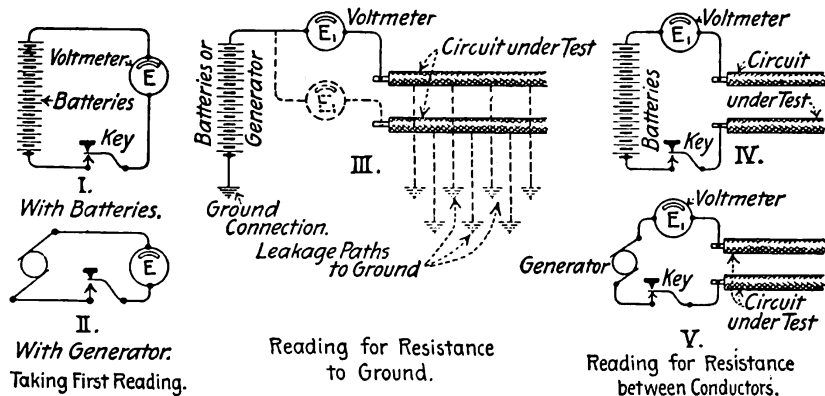 Voltmeter
E
Batteries
Key
I.
With Batteries.
E
II.
With Generator.
Taking First Reading.
Batteries or
Generator
E1
Voltmeter
E1
Circuit under Test
III.
Ground
Connection.
Leakage Paths
to Ground
Reading for Resistance
to Ground.
E1
Voltmeter
Batteries
Circuit
under Test
Key
IV.
Voltmeter
E1
Generator
Key
Circuit
under Test
V.
Reading for Resistance
between Conductors.